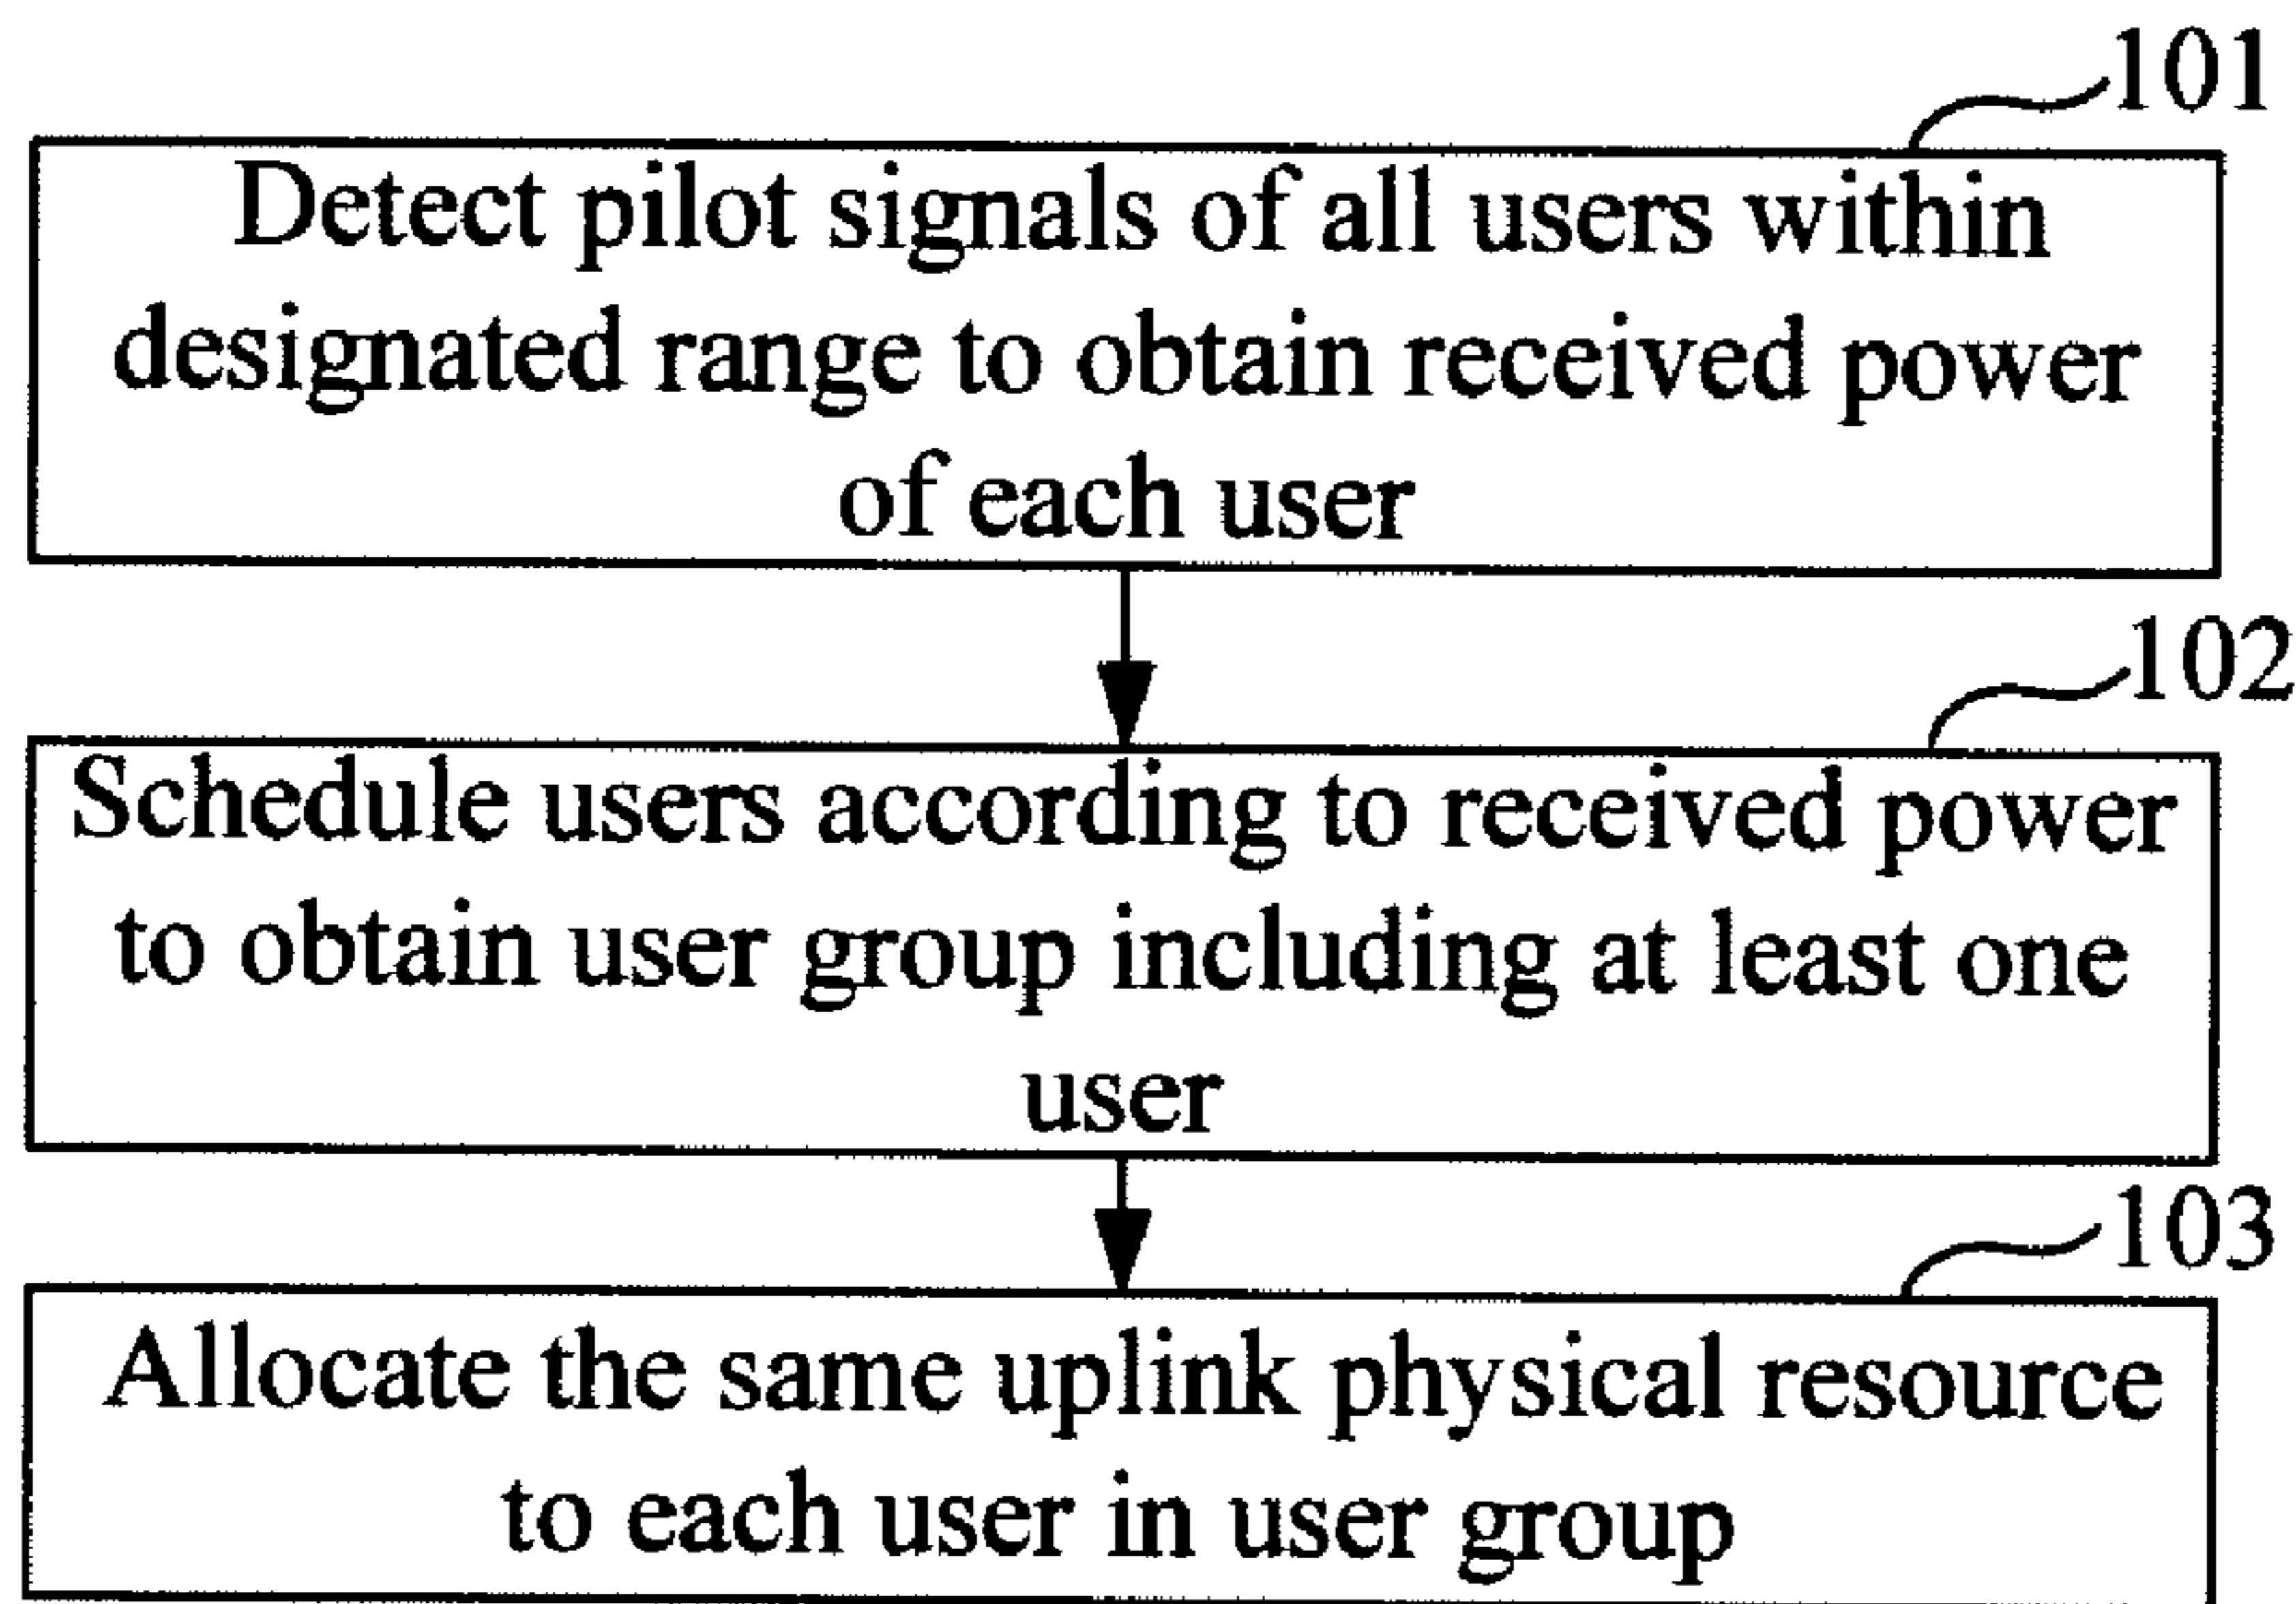 101
Detect pilot signals of all users within
designated range to obtain received power
of each user
102
Schedule users according to received power
to obtain user group including at least one
user
103
Allocate the same uplink physical resource
to each user in user group